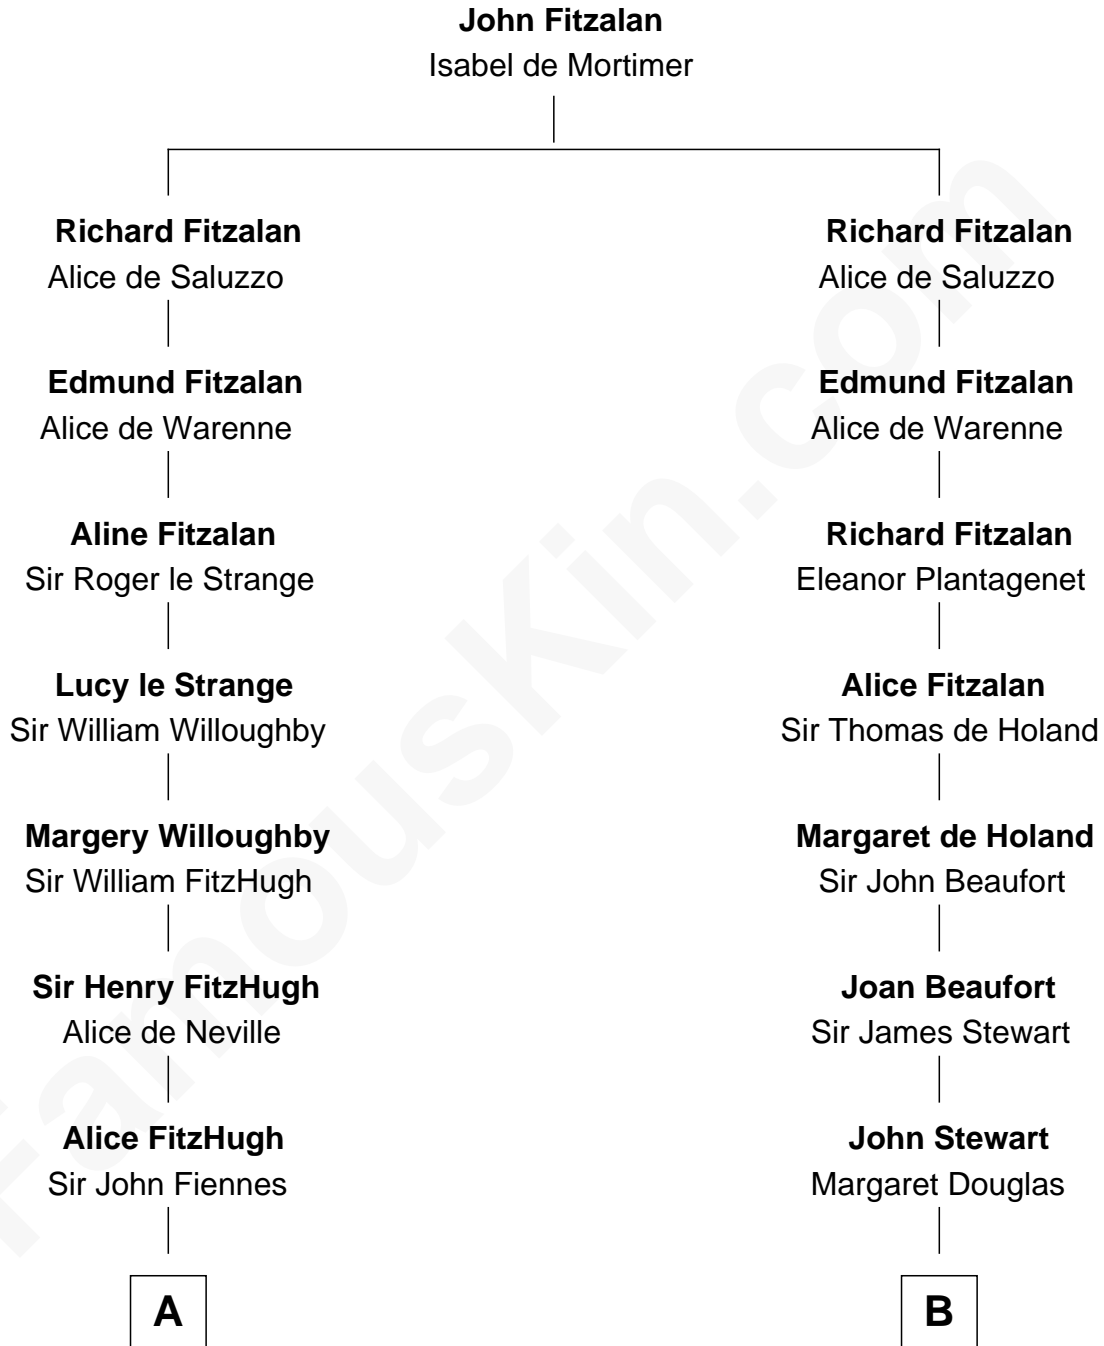 John Fitzalan
Isabel de Mortimer
Richard Fitzalan
Alice de Saluzzo
Richard Fitzalan
Alice de Saluzzo
Edmund Fitzalan
Alice de Warenne
Edmund Fitzalan
Alice de Warenne
Aline Fitzalan
Sir Roger le Strange
Richard Fitzalan
Eleanor Plantagenet
Lucy le Strange
Sir William Willoughby
Alice Fitzalan
Sir Thomas de Holand
Margery Willoughby
Sir William FitzHugh
Margaret de Holand
Sir John Beaufort
Sir Henry FitzHugh
Alice de Neville
Joan Beaufort
Sir James Stewart
Alice FitzHugh
Sir John Fiennes
John Stewart
Margaret Douglas
A
B
FamousKin.com